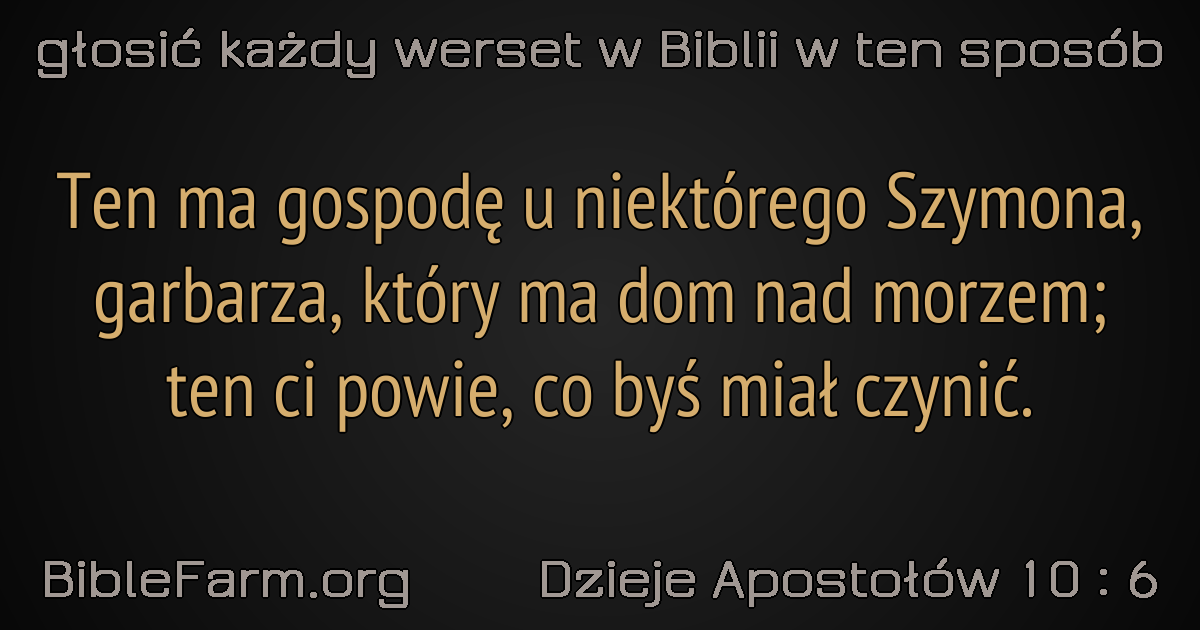 głosić każdy werset w Biblii w ten sposób
Ten ma gospodę u niektórego Szymona,
garbarza, który ma dom nad morzem;
ten ci powie, co byś miał czynić.
BibleFarm.org
Dzieje Apostołów 10 : 6